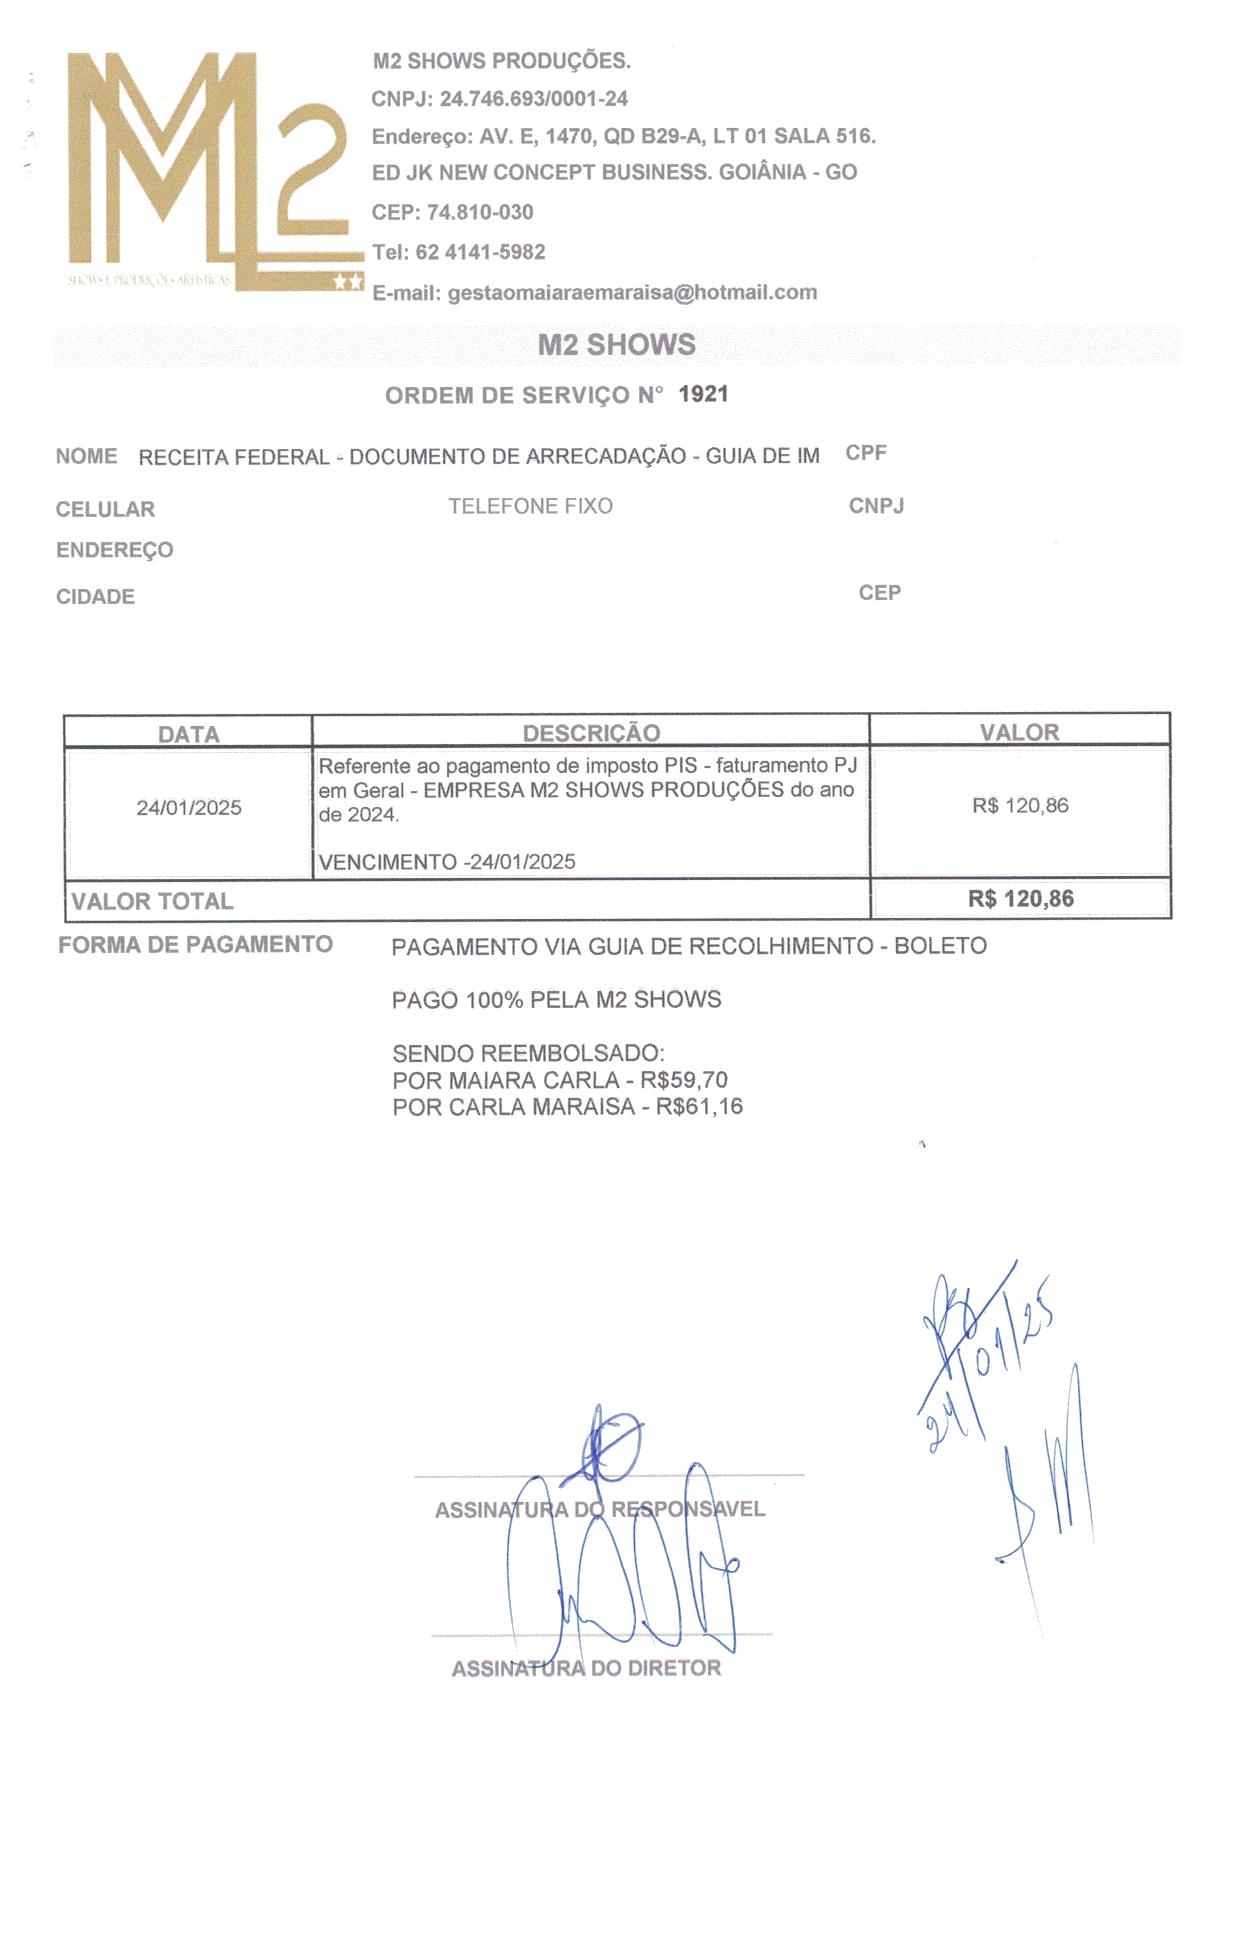 M2
SHOWS E PRODUÇÕES ARTÍSTICAS
M2 SHOWS PRODUÇÕES.
CNPJ: 24.746.693/0001-24
Endereço: AV. E, 1470, QD B29-A, LT 01 SALA 516.
ED JK NEW CONCEPT BUSINESS. GOIÂNIA - GO
CEP: 74.810-030
Tel: 62 4141-5982
E-mail: gestaomaiaraemaraisa@hotmail.com
M2 SHOWS
ORDEM DE SERVIÇO N° 1921
NOME RECEITA FEDERAL - DOCUMENTO DE ARRECADAÇÃO - GUIA DE IM CPF
CELULAR TELEFONE FIXO CNPJ
ENDEREÇO
CIDADE CEP
DATA DESCRIÇÃO VALOR
24/01/2025
Referente ao pagamento de imposto PIS - faturamento PJ
em Geral - EMPRESA M2 SHOWS PRODUÇÕES do ano
de 2024.
VENCIMENTO -24/01/2025
R$ 120,86
VALOR TOTAL R$ 120,86
FORMA DE PAGAMENTO PAGAMENTO VIA GUIA DE RECOLHIMENTO - BOLETO
PAGO 100% PELA M2 SHOWS
SENDO REEMBOLSADO:
POR MAIARA CARLA - R$59,70
POR CARLA MARAISA - R$61,16
24/01/25
ASSINATURA DO RESPONSAVEL
ASSINATURA DO DIRETOR